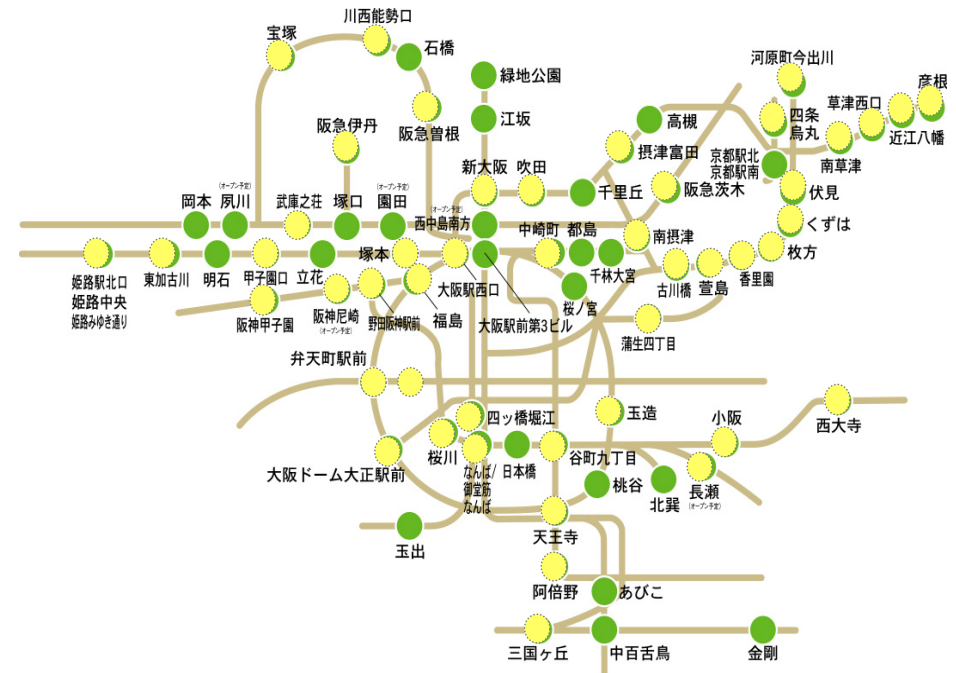 川西能勢口
宝塚
石橋
緑地公園
河原町今出川
彦根
草津西口
四条
烏丸
近江八幡
江坂
高槻
阪急伊丹
阪急曽根
摂津富田
京都駅北
京都駅南
南草津
新大阪
吹田
千里丘
阪急茨木
伏見
(オープン予定)
夙川
岡本
武庫之荘
塚口
(オープン予定)
園田
(オープン予定)
西中島南方
中崎町
都島
南摂津
くずは
枚方
塚本
千林大宮
姫路駅北口
姫路中央
姫路みゆき通り
東加古川
明石
甲子園口
立花
大阪駅西口
古川橋
萱島
香里園
桜ノ宮
阪神甲子園
阪神尼崎
(オープン予定)
野田阪神駅前
福島
大阪駅前第3ビル
蒲生四丁目
弁天町駅前
玉造
小阪
西大寺
四ッ橋堀江
大阪ドーム大正駅前
桜川
なんば/
御堂筋
なんば
日本橋
谷町九丁目
桃谷
北巽
長瀬
(オープン予定)
天王寺
玉出
阿倍野
あびこ
三国ヶ丘
中百舌鳥
金剛